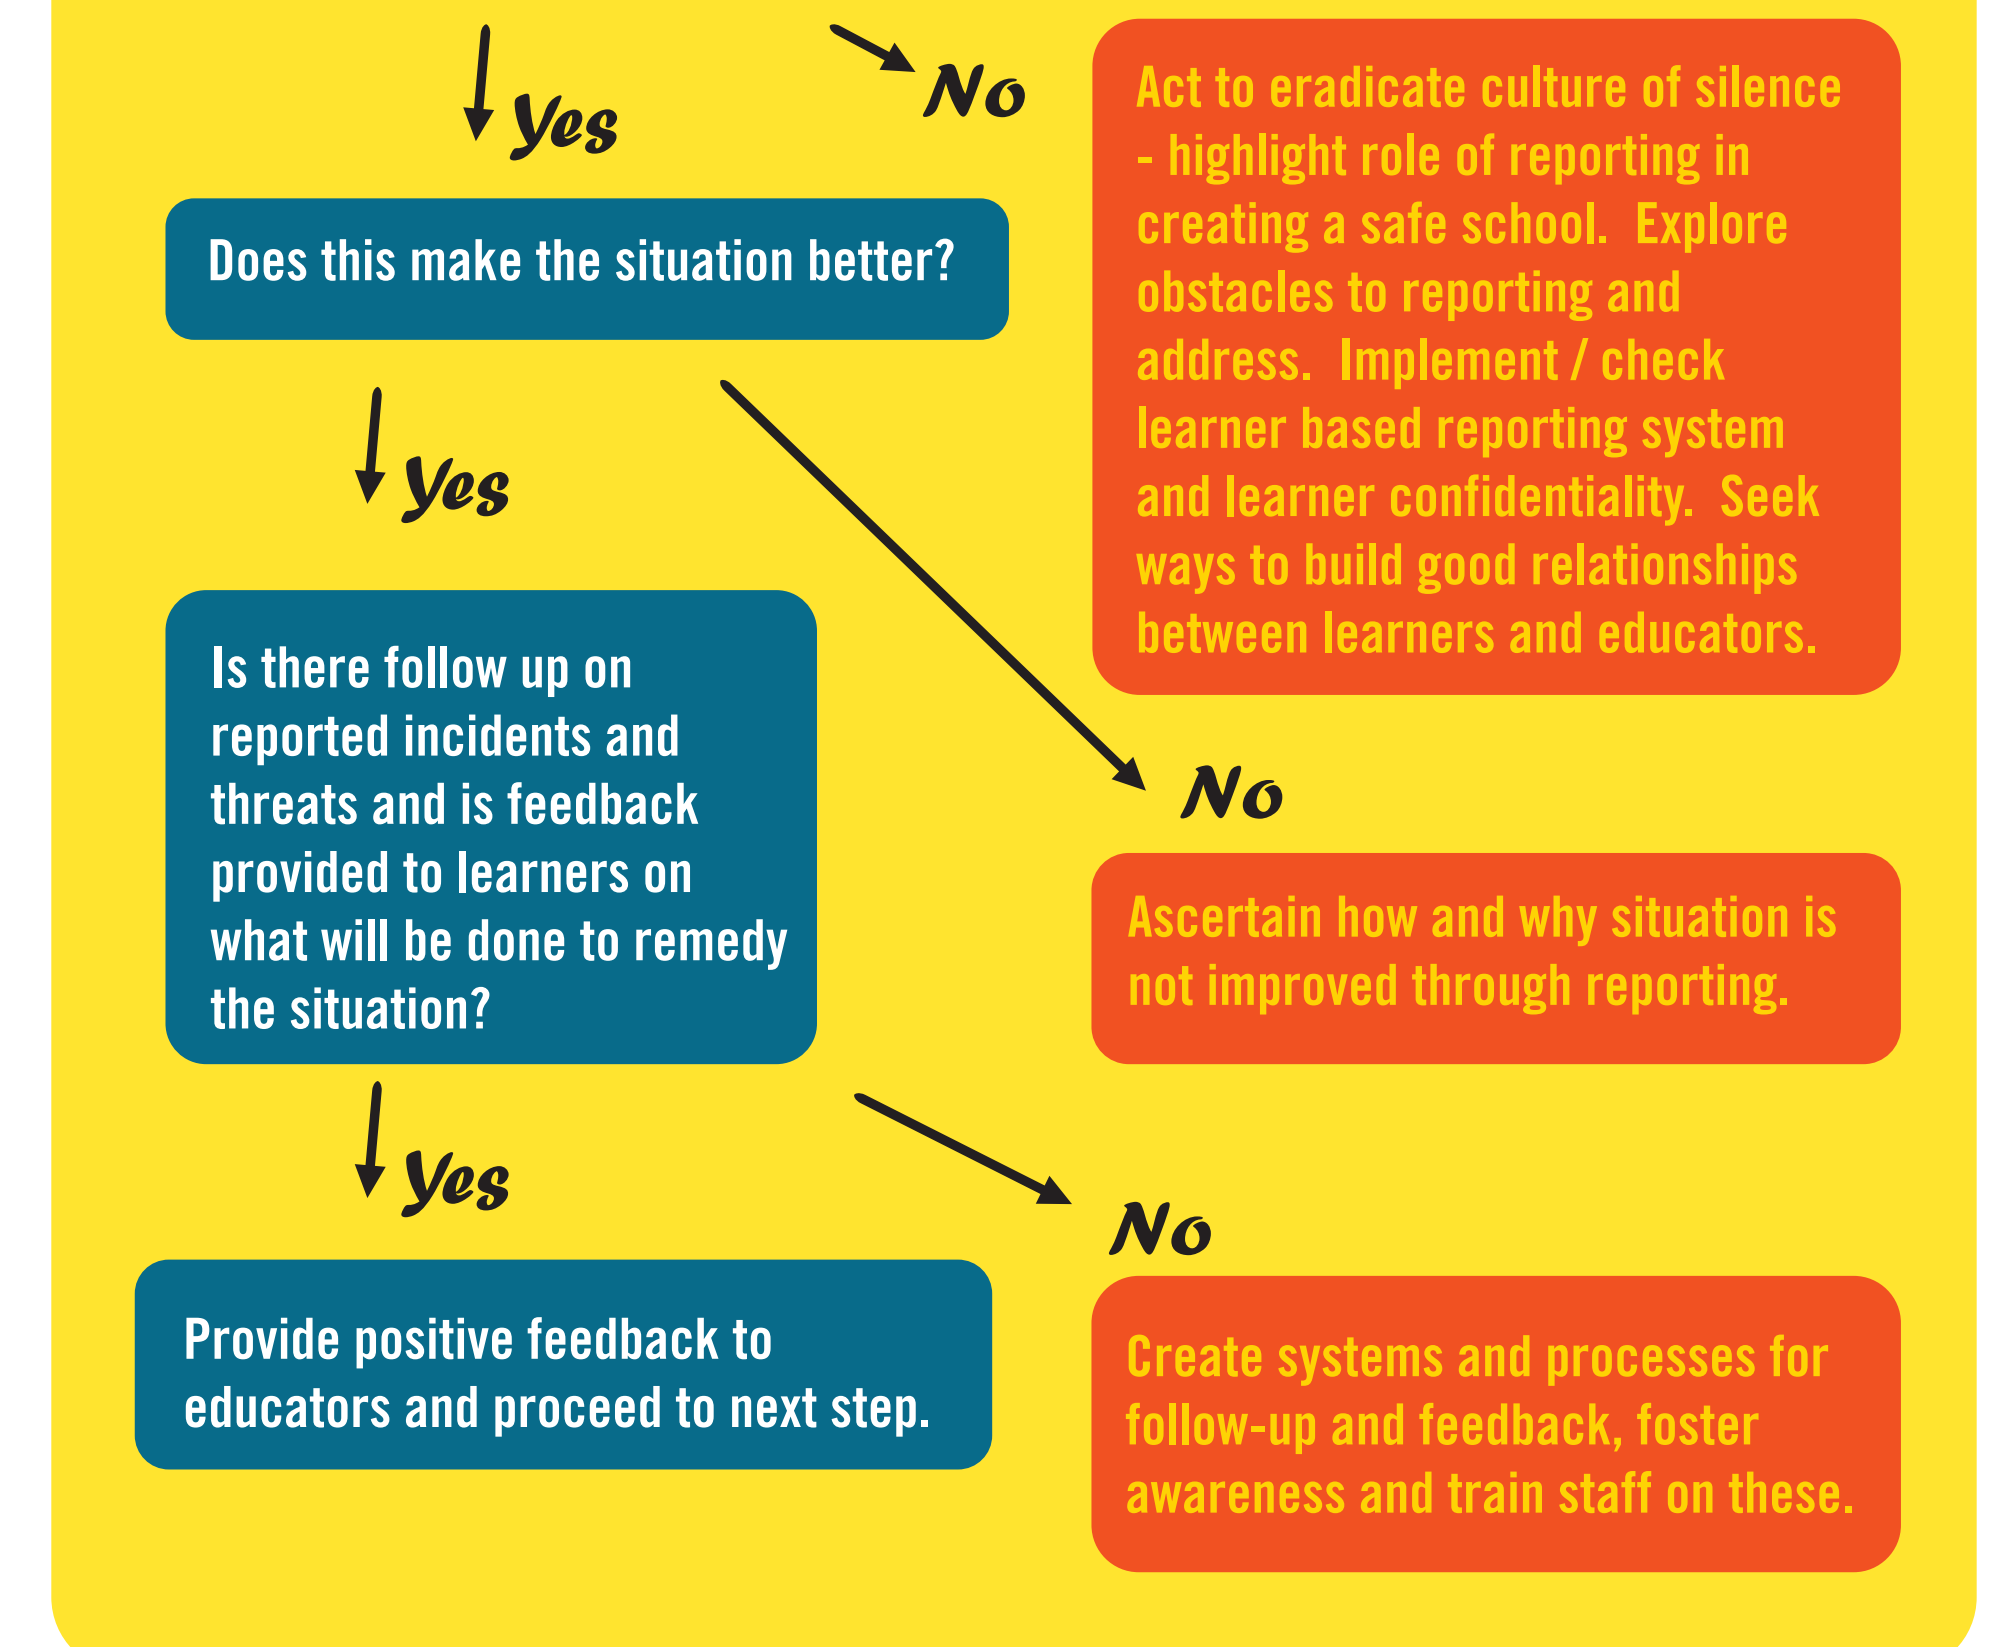 Yes
No
Act to eradicate culture of silence
- highlight role of reporting in
creating a safe school. Explore
obstacles to reporting and
address. Implement / check
learner based reporting system
and learner confidentiality. Seek
ways to build good relationships
between learners and educators.
Does this make the situation better?
Yes
No
Is there follow up on
reported incidents and
threats and is feedback
provided to learners on
what will be done to remedy
the situation?
Ascertain how and why situation is
not improved through reporting.
Yes
No
Provide positive feedback to
educators and proceed to next step.
Create systems and processes for
follow-up and feedback, foster
awareness and train staff on these.